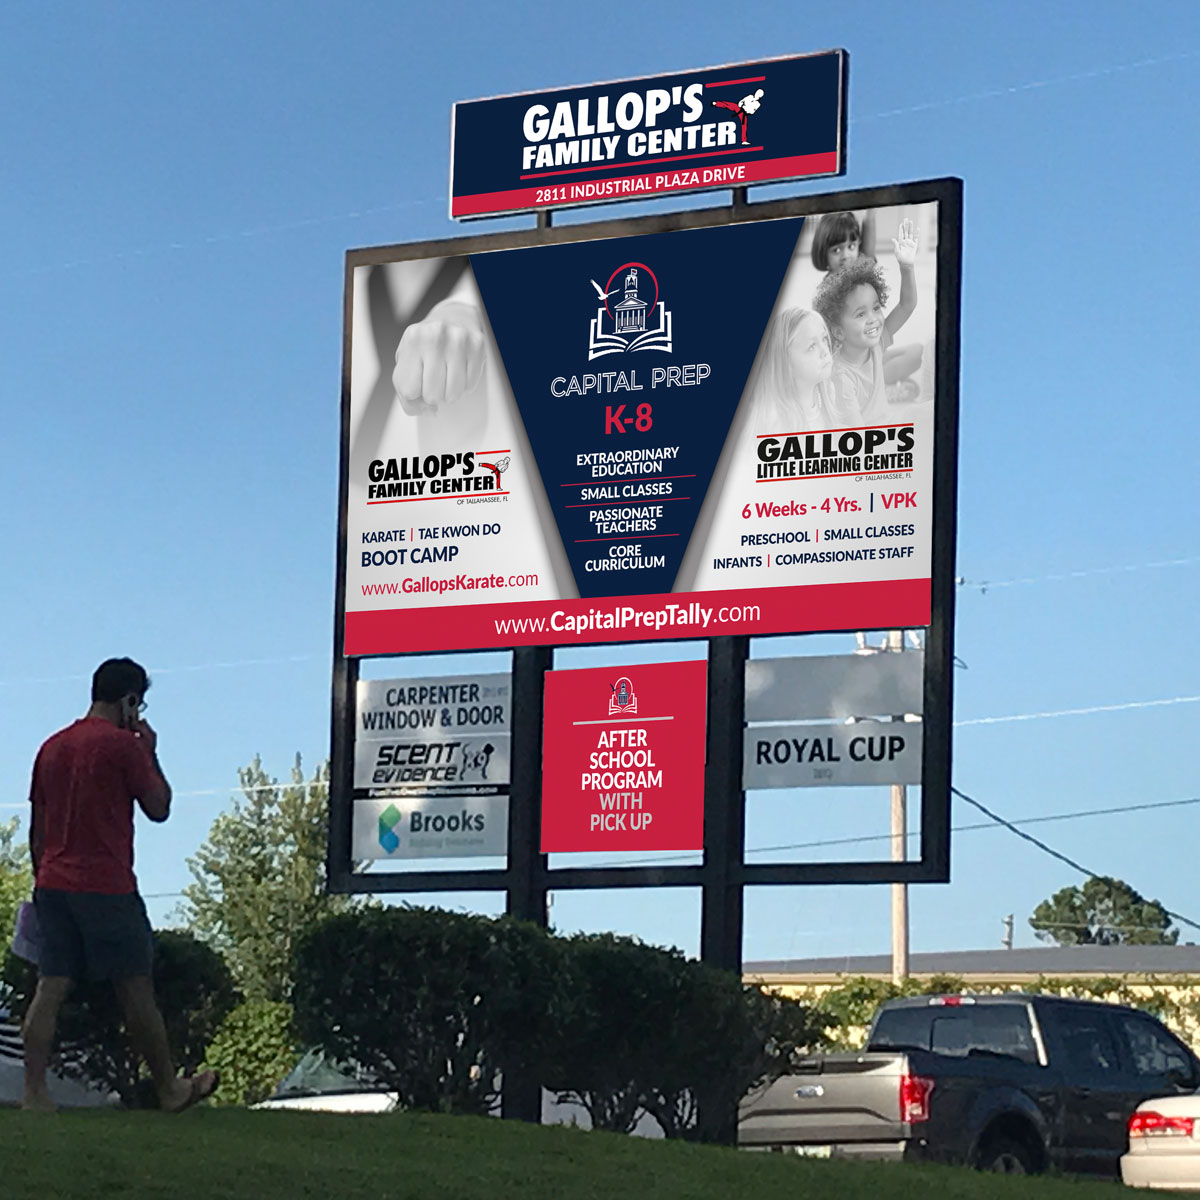 GALLOP'S
FAMILY CENTER
2811 INDUSTRIAL PLAZA DRIVE
CAPITAL PREP
K-8
EXTRAORDINARY
EDUCATION
SMALL CLASSES
PASSIONATE
TEACHERS
CORE
CURRICULUM
GALLOP'S
FAMILY CENTER
OF TALLAHASSEE, FL
KARATE | TAE KWON DO
BOOT CAMP
www.GallopsKarate.com
GALLOP'S
LITTLE LEARNING CENTER
OF TALLAHASSEE, FL
6 Weeks - 4 Yrs. | VPK
PRESCHOOL | SMALL CLASSES
INFANTS | COMPASSIONATE STAFF
www.CapitalPrepTally.com
CARPENTER
WINDOW & DOOR
SCENT
EVIDENCE
Brooks
AFTER
SCHOOL
PROGRAM
WITH
PICK UP
ROYAL CUP